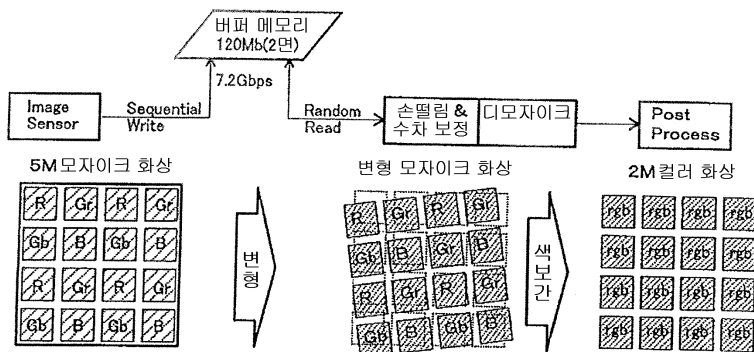 버퍼 메모리
120Mb(2면)
7.2Gbps
Image
Sensor
Sequential
Write
Random
Read
손떨림 &
수차 보정
디모자이크
Post
Process
5M모자이크 화상
변형 모자이크 화상
2M컬러 화상
R Gr R Gr
Gb B Gb B
R Gr R Gr
Gb B Gb B
변형
R Gr R Gr
Gb B Gr Gr
R Gr R Gr
Gb B Gb B
색보간
rgb rgb rgb rgb
rgb rgb rgb rgb
rgb rgb rgb rgb
rgb rgb rgb rgb